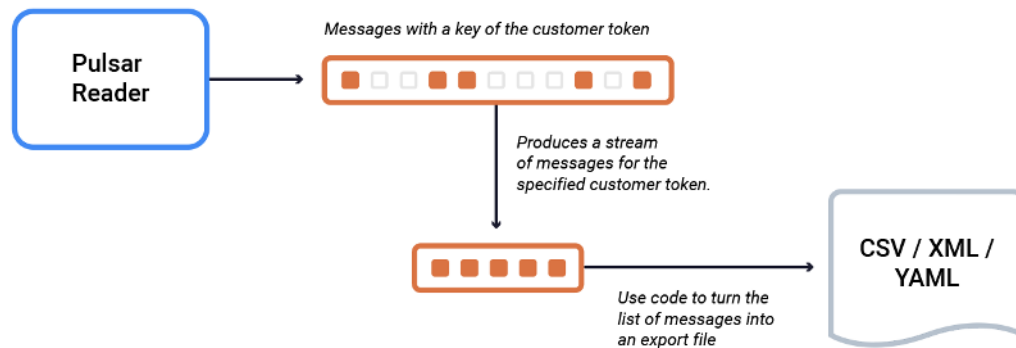 Messages with a key of the customer token
Pulsar
Reader
Produces a stream
of messages for the
specified customer token.
CSV / XML /
YAML
Use code to turn the
list of messages into
an export file